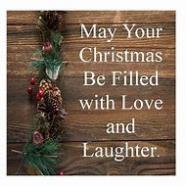 May Your
Christmas
Be Filled
with Love
and
Laughter.